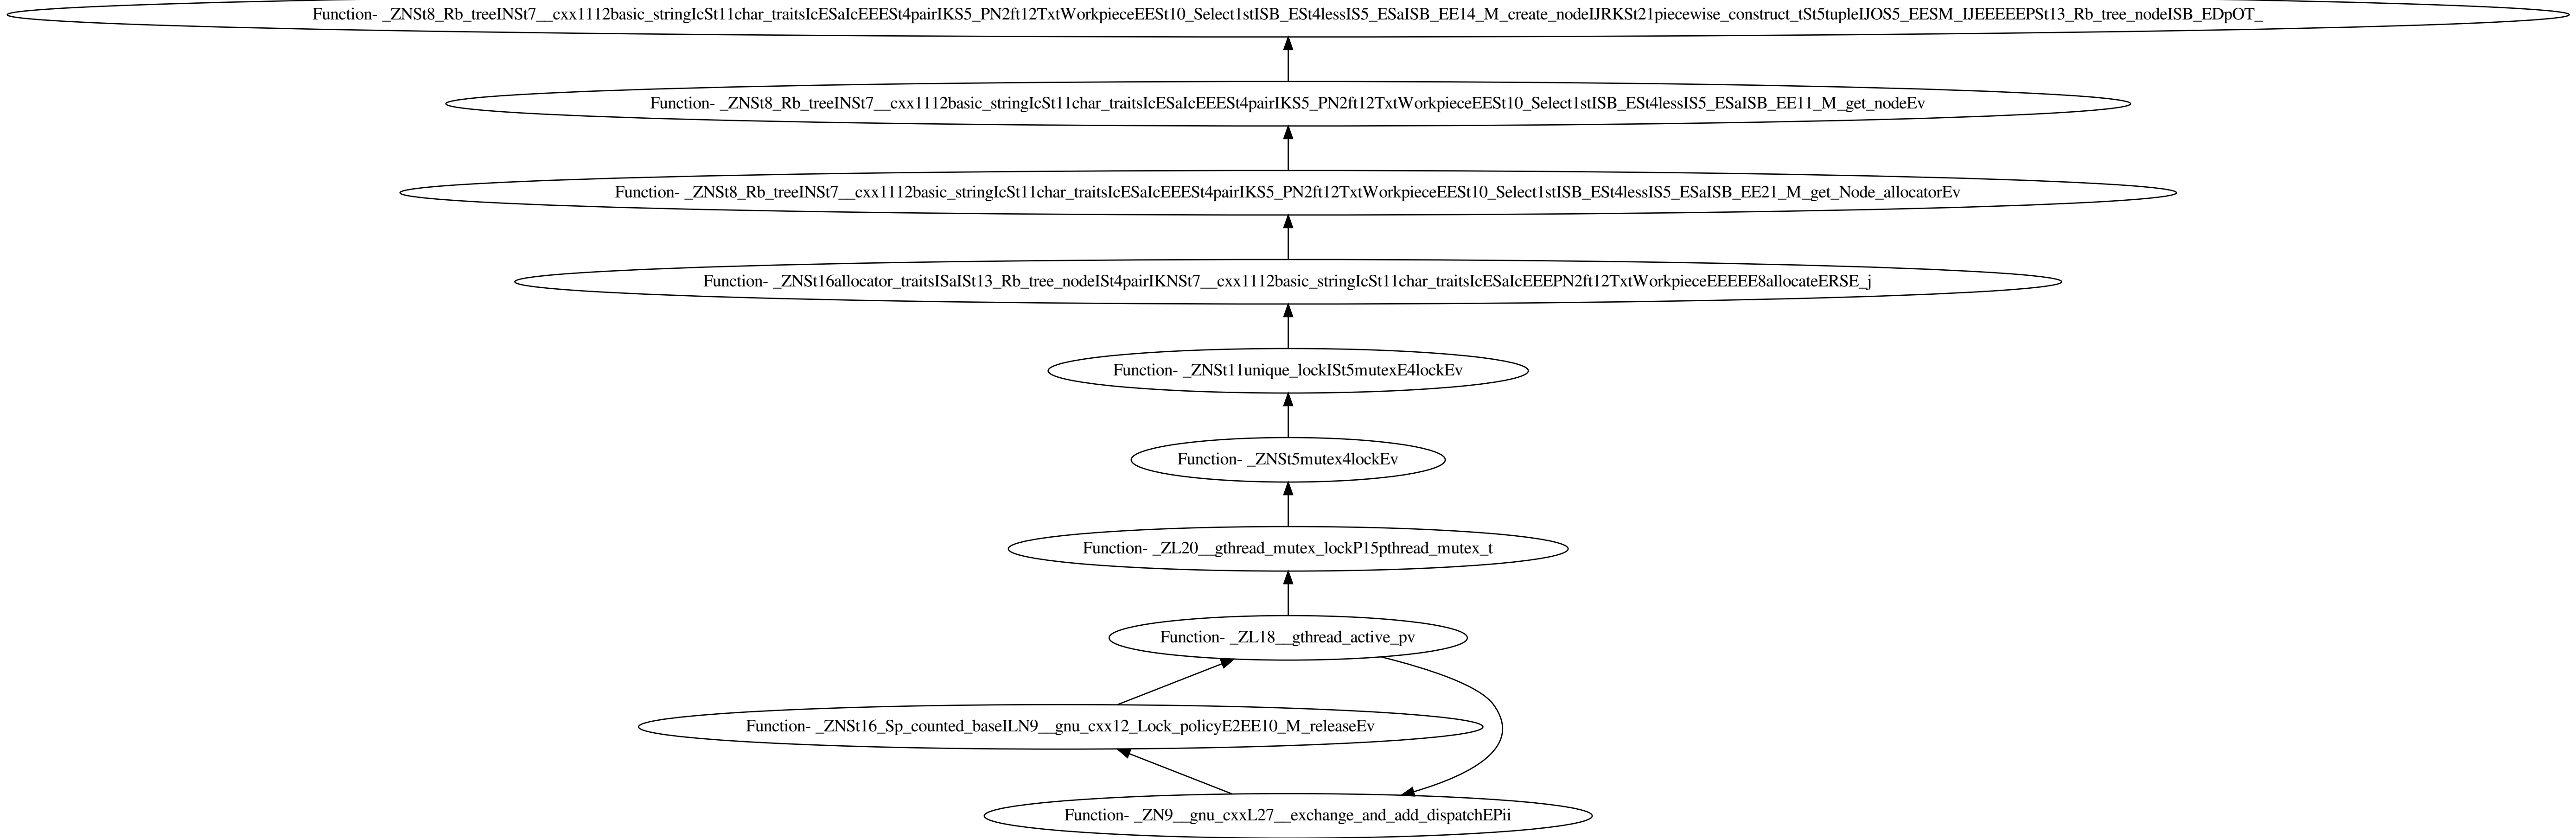 Function- _ZNSt8_Rb_treeINSt7__cxx1112basic_stringIcSt11char_traitsIcESaIcEEESt4pairIKS5_PN2ft12TxtWorkpieceEESt10_Select1stISB_ESt4lessIS5_ESaISB_EE14_M_create_nodeIJRKSt21piecewise_construct_tSt5tupleIJOS5_EESM_IJEEEEEPSt13_Rb_tree_nodeISB_EDpOT_
Function- _ZNSt8_Rb_treeINSt7__cxx1112basic_stringIcSt11char_traitsIcESaIcEEESt4pairIKS5_PN2ft12TxtWorkpieceEESt10_Select1stISB_ESt4lessIS5_ESaISB_EE11_M_get_nodeEv
Function- _ZNSt8_Rb_treeINSt7__cxx1112basic_stringIcSt11char_traitsIcESaIcEEESt4pairIKS5_PN2ft12TxtWorkpieceEESt10_Select1stISB_ESt4lessIS5_ESaISB_EE21_M_get_Node_allocatorEv
Function- _ZNSt16allocator_traitsISaISt13_Rb_tree_nodeISt4pairIKNSt7__cxx1112basic_stringIcSt11char_traitsIcESaIcEEEPN2ft12TxtWorkpieceEEEEE8allocateERSE_j
Function- _ZNSt11unique_lockISt5mutexE4lockEv
Function- _ZNSt5mutex4lockEv
Function- _ZL20__gthread_mutex_lockP15pthread_mutex_t
Function- _ZL18__gthread_active_pv
Function- _ZNSt16_Sp_counted_baseILN9__gnu_cxx12_Lock_policyE2EE10_M_releaseEv
Function- _ZN9__gnu_cxxL27__exchange_and_add_dispatchEPii